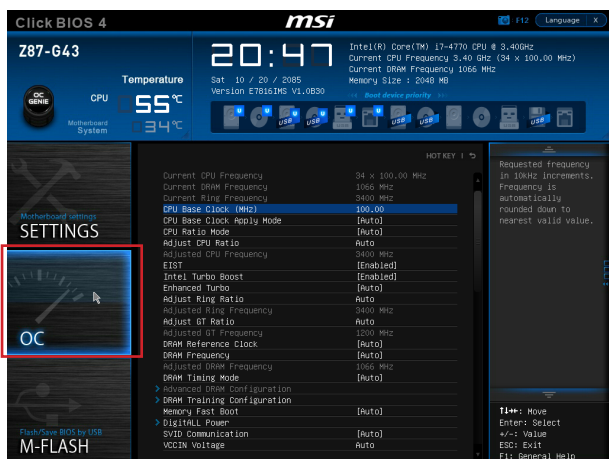 Click BIOS 4
msi
F12
Language
X
Z87-G43
20:47
Intel(R) Core(TM) i7-4770 CPU @ 3.40GHz
Current CPU Frequency 3.40 GHz (34 x 100.00 MHz)
Current DRAM Frequency 1066 MHz
Memory Size : 2048 MB
Temperature
Sat 10 / 20 / 2085
Version E7816IMS V1.0B30
Boot device priority
OC
GENIE
CPU
55°C
Motherboard
System
34°C
USB
USB
USB
USB
HOT KEY
Motherboard settings
SETTINGS
OC
Flash/Save BIOS by USB
M-FLASH
Current CPU Frequency 34 x 100.00 MHz
Current DRAM Frequency 1066 MHz
Current Ring Frequency 3400 MHz
CPU Base Clock (MHz) 100.00
CPU Base Clock Apply Mode [Auto]
CPU Ratio Mode [Auto]
Adjust CPU Ratio Auto
Adjusted CPU Frequency 3400 MHz
EIST [Enabled]
Intel Turbo Boost [Enabled]
Enhanced Turbo [Auto]
Adjust Ring Ratio Auto
Adjusted Ring Frequency 3400 MHz
Adjust GT Ratio Auto
Adjusted GT Frequency 1200 MHz
DRAM Reference Clock [Auto]
DRAM Frequency [Auto]
Adjusted DRAM Frequency 1066 MHz
DRAM Timing Mode [Auto]
> Advanced DRAM Configuration
> DRAM Training Configuration
Memory Fast Boot [Auto]
> DigitALL Power
SVID Communication [Auto]
VCCIN Voltage Auto
Requested frequency
in 10kHz increments.
Frequency is
automatically
rounded down to
nearest valid value.
↑↓→←: Move
Enter: Select
+/-: Value
ESC: Exit
F1: General Help